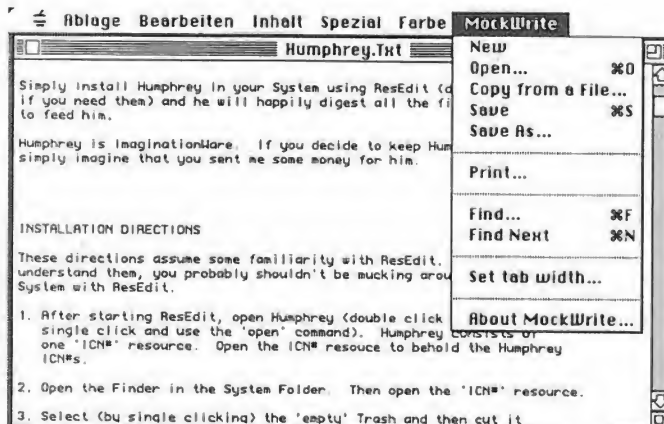 Ablage Bearbeiten Inhalt Spezial Farbe MockWrite
Humphrey.Txt
New
Open... ⌘O
Copy from a File...
Save ⌘S
Save As...
Print...
Find... ⌘F
Find Next ⌘N
Set tab width...
About MockWrite...
Simply install Humphrey in your System using ResEdit (d
if you need them) and he will happily digest all the fi
to feed him.
Humphrey is ImaginationWare. If you decide to keep Hum
simply imagine that you sent me some money for him.
INSTALLATION DIRECTIONS
These directions assume some familiarity with ResEdit.
understand them, you probably shouldn't be mucking arou
System with ResEdit.
1. After starting ResEdit, open Humphrey (double click
single click and use the 'open' command). Humphrey consists of
one 'ICN#' resource. Open the ICN# resouce to behold the Humphrey
ICN#s.
2. Open the Finder in the System Folder. Then open the 'ICN#' resource.
3. Select (by single clicking) the 'empty' Trash and then cut it